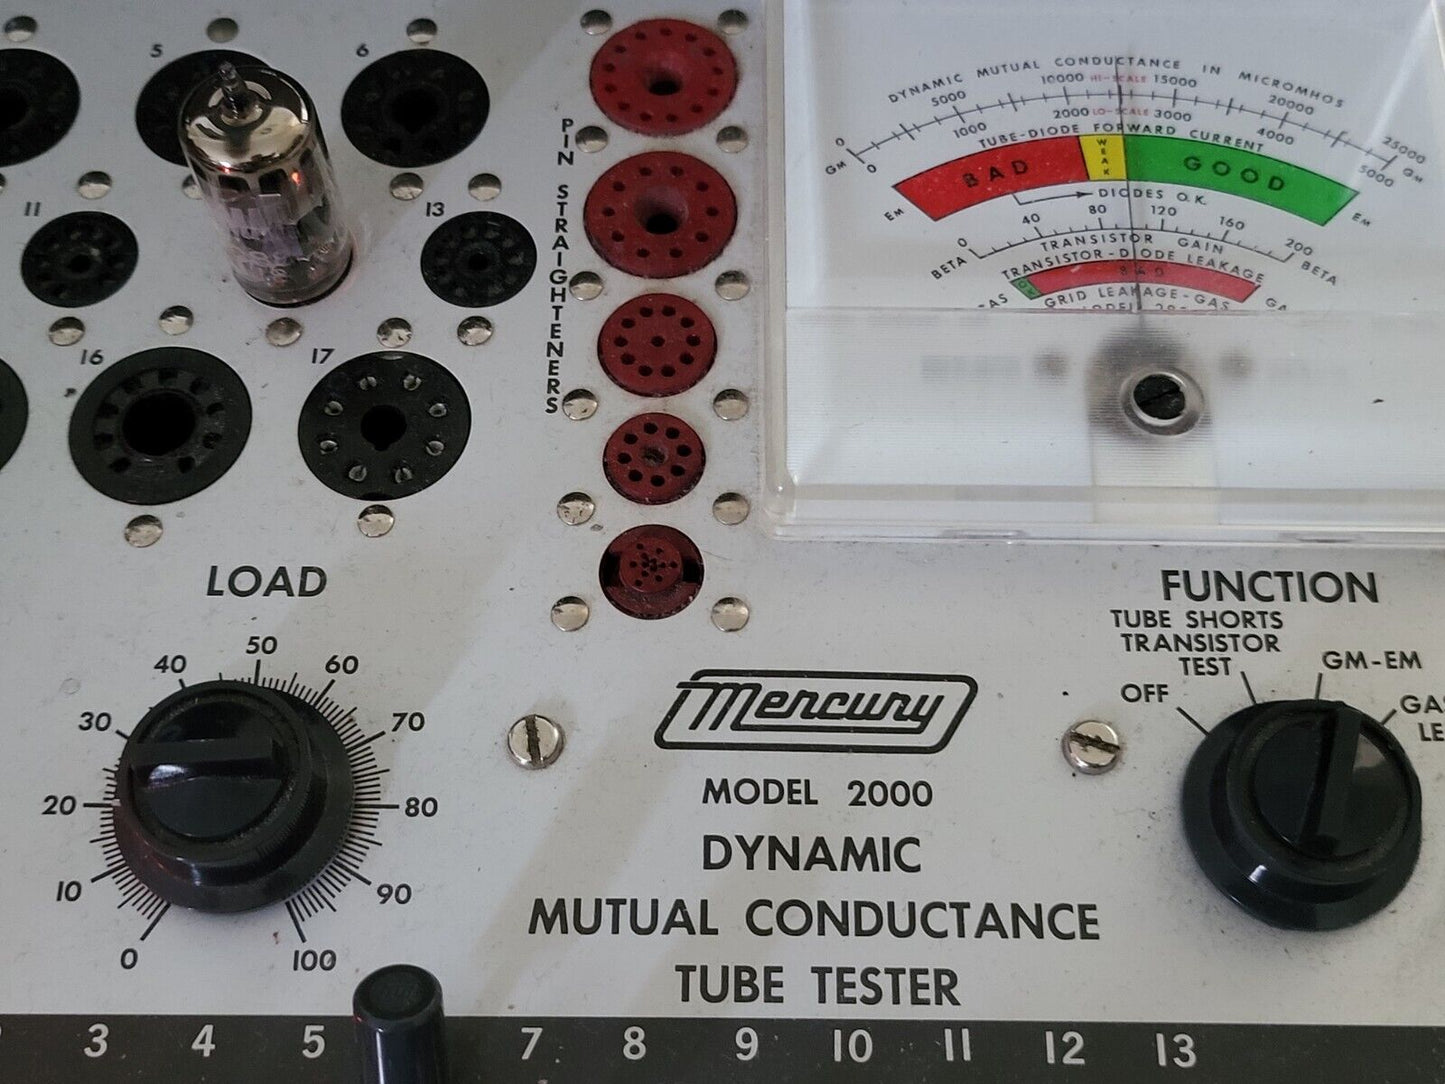 5
6
11
13
16
17
PIN STRAIGHTENERS
DYNAMIC MUTUAL CONDUCTANCE IN MICROMHOS
0 5000 10000 HI-SCALE 15000 20000 25000
GM GM
0 1000 2000 LO-SCALE 3000 4000 5000
TUBE-DIODE FORWARD CURRENT
BAD WEAK GOOD
EM EM
DIODES O.K.
0 40 80 120 160 200
BETA TRANSISTOR GAIN BETA
TRANSISTOR-DIODE LEAKAGE
BAD
GRID LEAKAGE-GAS
LOAD
0 10 20 30 40 50 60 70 80 90 100
FUNCTION
TUBE SHORTS
TRANSISTOR
TEST
OFF
GM-EM
Mercury
MODEL 2000
DYNAMIC
MUTUAL CONDUCTANCE
TUBE TESTER
3 4 5 7 8 9 10 11 12 13